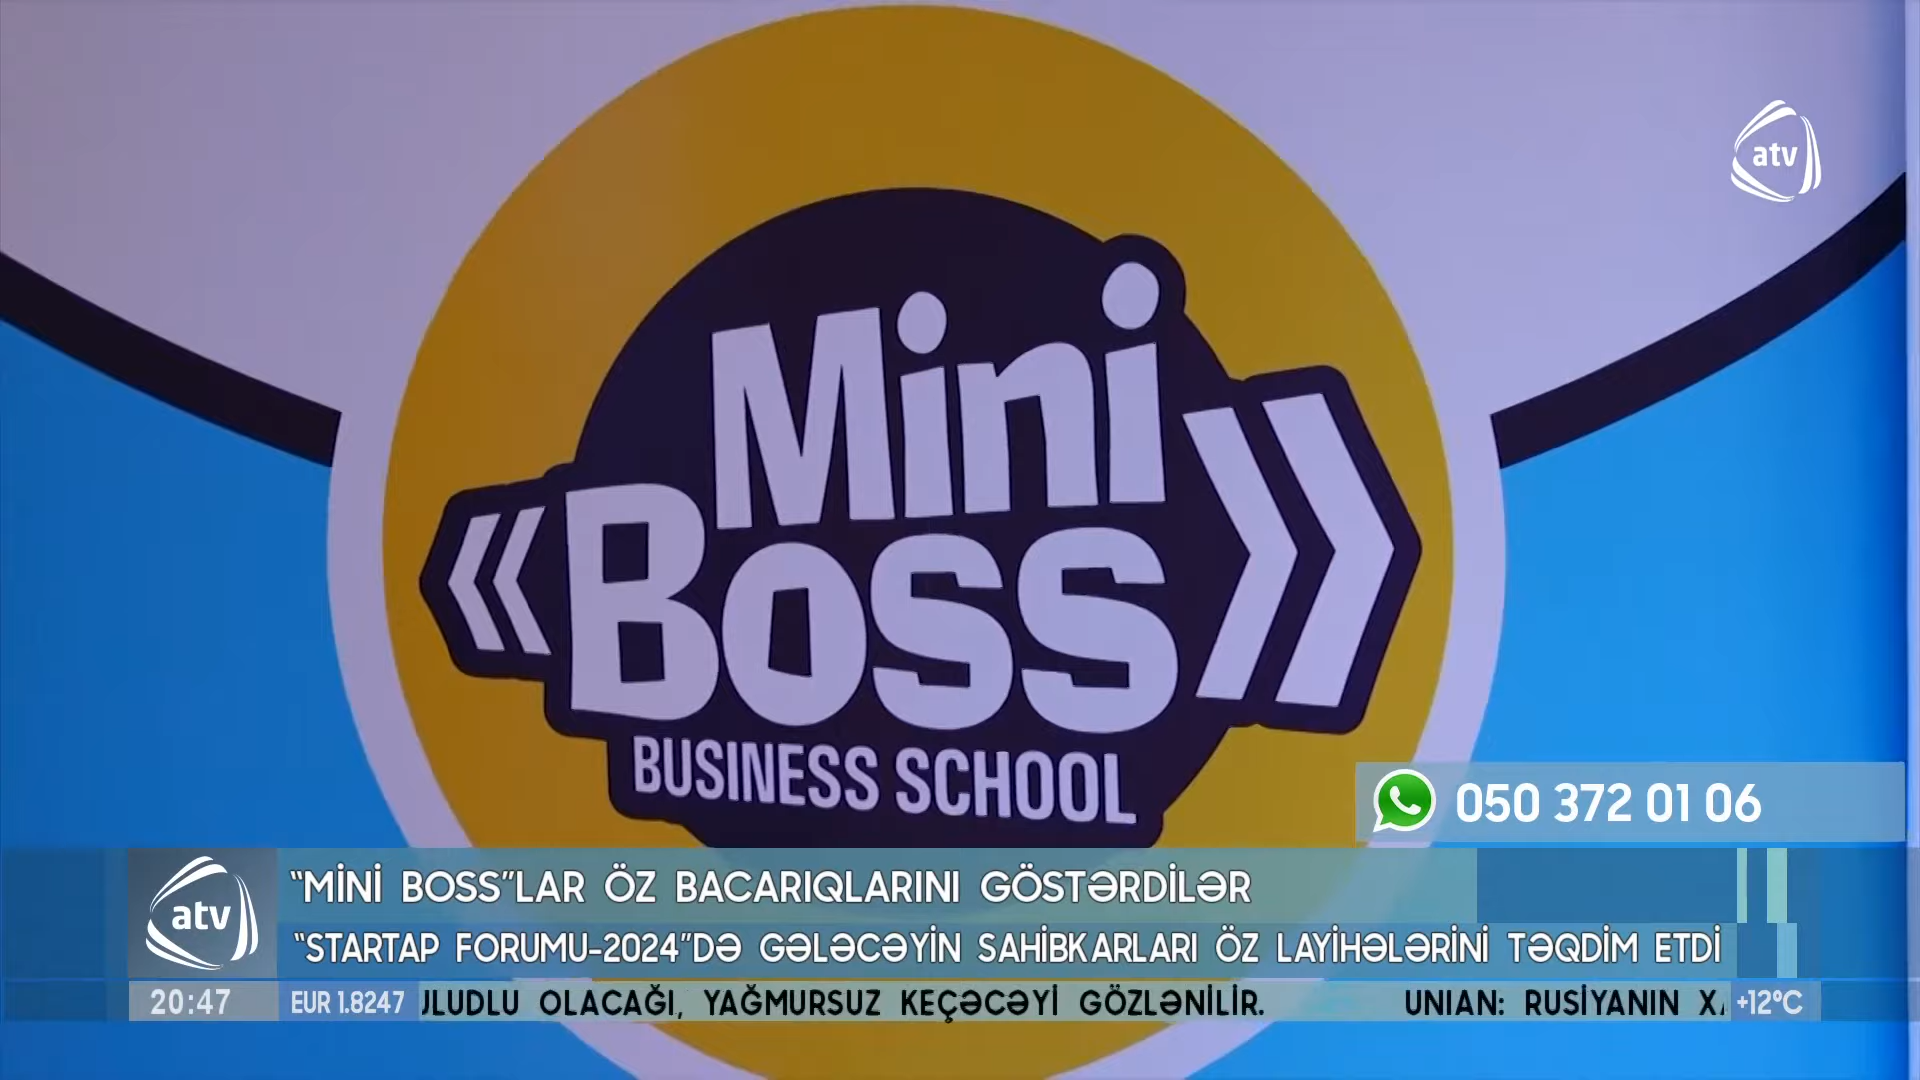 atv
Mini
Boss
BUSINESS SCHOOL
050 372 01 06
atv
“MİNİ BOSS”LAR ÖZ BACARIQLARINI GÖSTƏRDİLƏR
“STARTAP FORUMU-2024”DƏ GƏLƏCƏYİN SAHİBKARLARI ÖZ LAYİHƏLƏRİNİ TƏQDİM ETDİ
20:47 EUR 1.8247 ULUDLU OLACAĞI, YAĞMURSUZ KEÇƏCƏYİ GÖZLƏNİLİR. UNIAN: RUSİYANIN +12°C